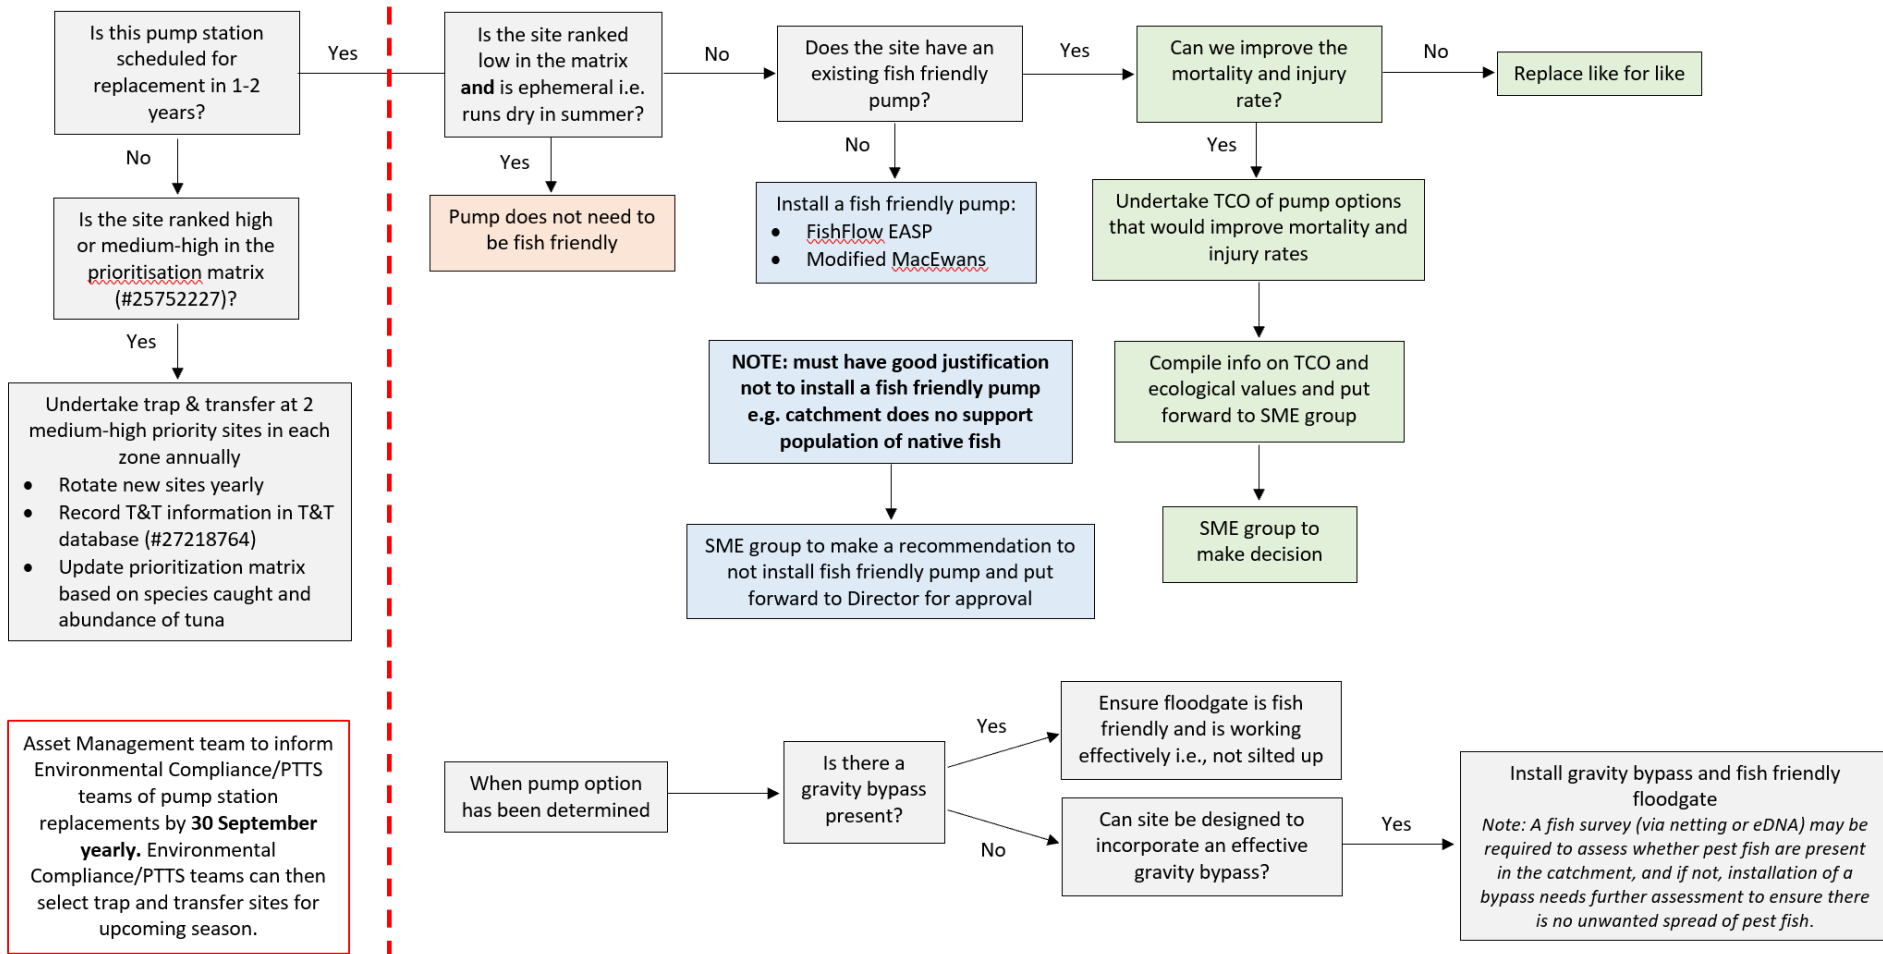 Is this pump station
scheduled for
replacement in 1-2
years?
Yes
No
Is the site ranked high
or medium-high in the
prioritisation matrix
(#25752227)?
Yes
Undertake trap & transfer at 2
medium-high priority sites in each
zone annually
• Rotate new sites yearly
• Record T&T information in T&T
database (#27218764)
• Update prioritization matrix
based on species caught and
abundance of tuna
Asset Management team to inform
Environmental Compliance/PTTS
teams of pump station
replacements by 30 September
yearly. Environmental
Compliance/PTTS teams can then
select trap and transfer sites for
upcoming season.
Is the site ranked
low in the matrix
and is ephemeral i.e.
runs dry in summer?
No
Yes
Pump does not need to
be fish friendly
Does the site have an
existing fish friendly
pump?
Yes
No
Install a fish friendly pump:
• FishFlow EASP
• Modified MacEwans
NOTE: must have good justification
not to install a fish friendly pump
e.g. catchment does no support
population of native fish
SME group to make a recommendation to
not install fish friendly pump and put
forward to Director for approval
Can we improve the
mortality and injury
rate?
No
Replace like for like
Yes
Undertake TCO of pump options
that would improve mortality and
injury rates
Compile info on TCO and
ecological values and put
forward to SME group
SME group to
make decision
When pump option
has been determined
Is there a
gravity bypass
present?
Yes
Ensure floodgate is fish
friendly and is working
effectively i.e., not silted up
No
Can site be designed to
incorporate an effective
gravity bypass?
Yes
Install gravity bypass and fish friendly
floodgate
Note: A fish survey (via netting or eDNA) may be
required to assess whether pest fish are present
in the catchment, and if not, installation of a
bypass needs further assessment to ensure there
is no unwanted spread of pest fish.